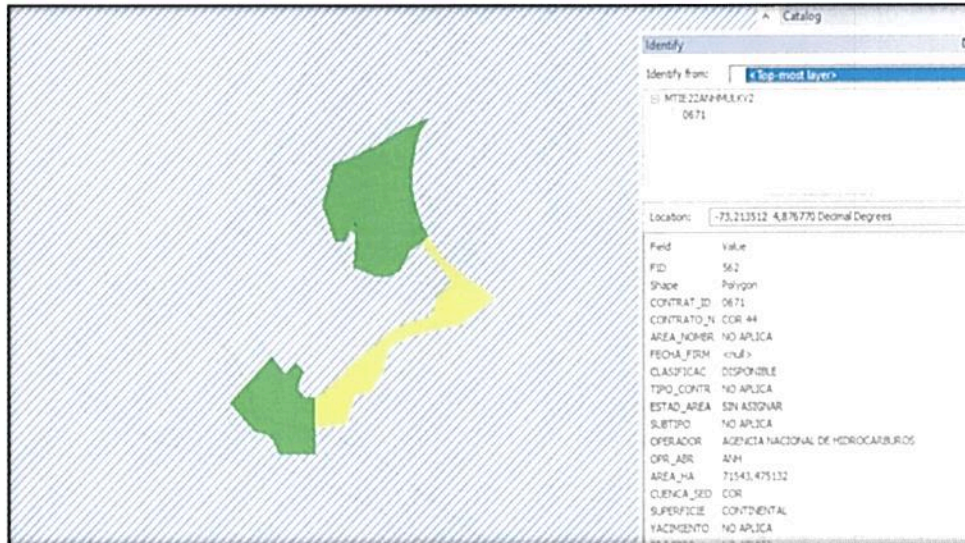 Catalog
Identify
Identify from: <Top-most layer>
0671
Location: -73,213512 4,876770 Decimal Degrees
Field Value
FID 562
Shape Polygon
CONTRAT_ID 0671
CONTRATO_N COR 44
AREA_NOMBR NO APLICA
FECHA_FIRM <null>
CLASIFICAC DISPONIBLE
TIPO_CONTR NO APLICA
ESTAD_AREA SIN ASIGNAR
SUBTIPO NO APLICA
OPERADOR AGENCIA NACIONAL DE HIDROCARBUROS
OPR_ABR ANH
AREA_HA 71543,475132
CUENCA_SED COR
SUPERFICIE CONTINENTAL
YACIMIENTO NO APLICA